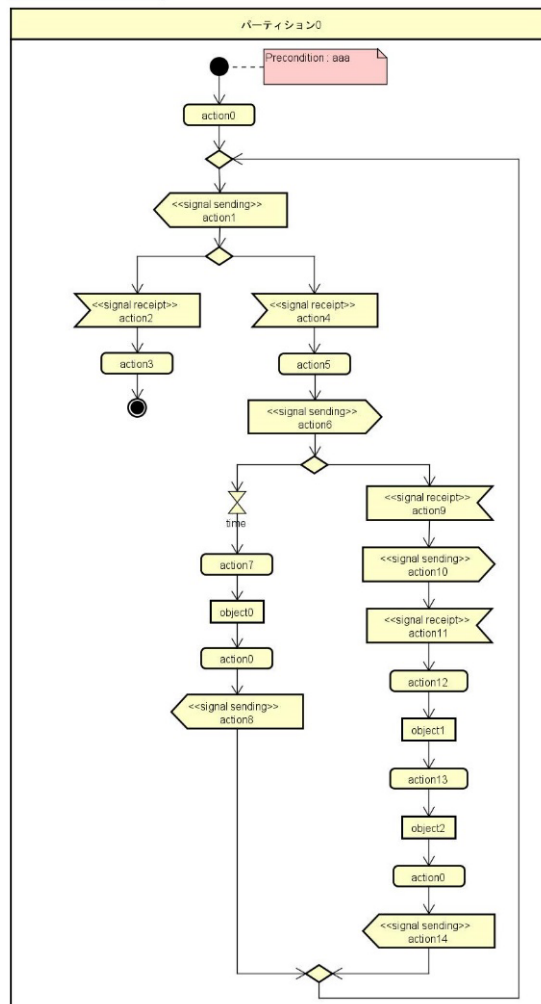 パーティション0
Precondition : aaa
action0
<<signal sending>>
action1
<<signal receipt>>
action2
<<signal receipt>>
action4
action3
action5
<<signal sending>>
action6
<<signal receipt>>
action9
time
action7
<<signal sending>>
action10
object0
<<signal receipt>>
action11
action0
action12
<<signal sending>>
action8
object1
action13
object2
action0
<<signal sending>>
action14